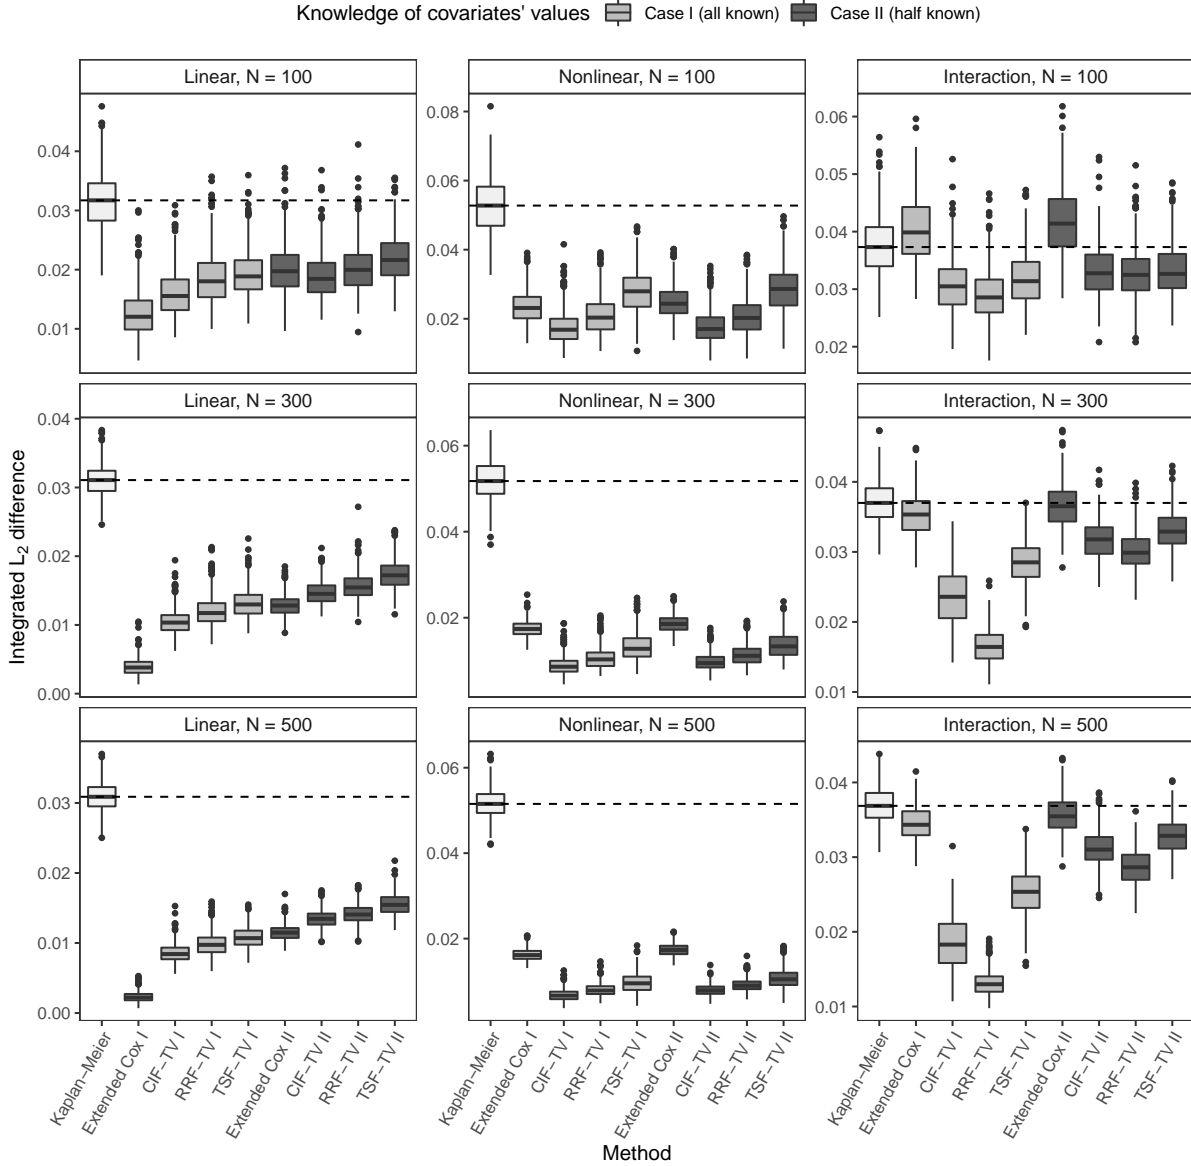 Knowledge of covariates' values Case I (all known) Case II (half known)
Linear, N = 100
Nonlinear, N = 100
Interaction, N = 100
0.04
0.03
0.02
0.01
0.08
0.06
0.04
0.02
0.06
0.05
0.04
0.03
0.02
Linear, N = 300
Nonlinear, N = 300
Interaction, N = 300
0.04
0.03
0.02
0.01
0.00
0.06
0.04
0.02
0.04
0.03
0.02
0.01
Linear, N = 500
Nonlinear, N = 500
Interaction, N = 500
0.03
0.02
0.01
0.00
0.06
0.04
0.02
0.04
0.03
0.02
0.01
Integrated L₂ difference
Kaplan−Meier
Extended Cox I
CIF−TV I
RRF−TV I
TSF−TV I
Extended Cox II
CIF−TV II
RRF−TV II
TSF−TV II
Kaplan−Meier
Extended Cox I
CIF−TV I
RRF−TV I
TSF−TV I
Extended Cox II
CIF−TV II
RRF−TV II
TSF−TV II
Kaplan−Meier
Extended Cox I
CIF−TV I
RRF−TV I
TSF−TV I
Extended Cox II
CIF−TV II
RRF−TV II
TSF−TV II
Method